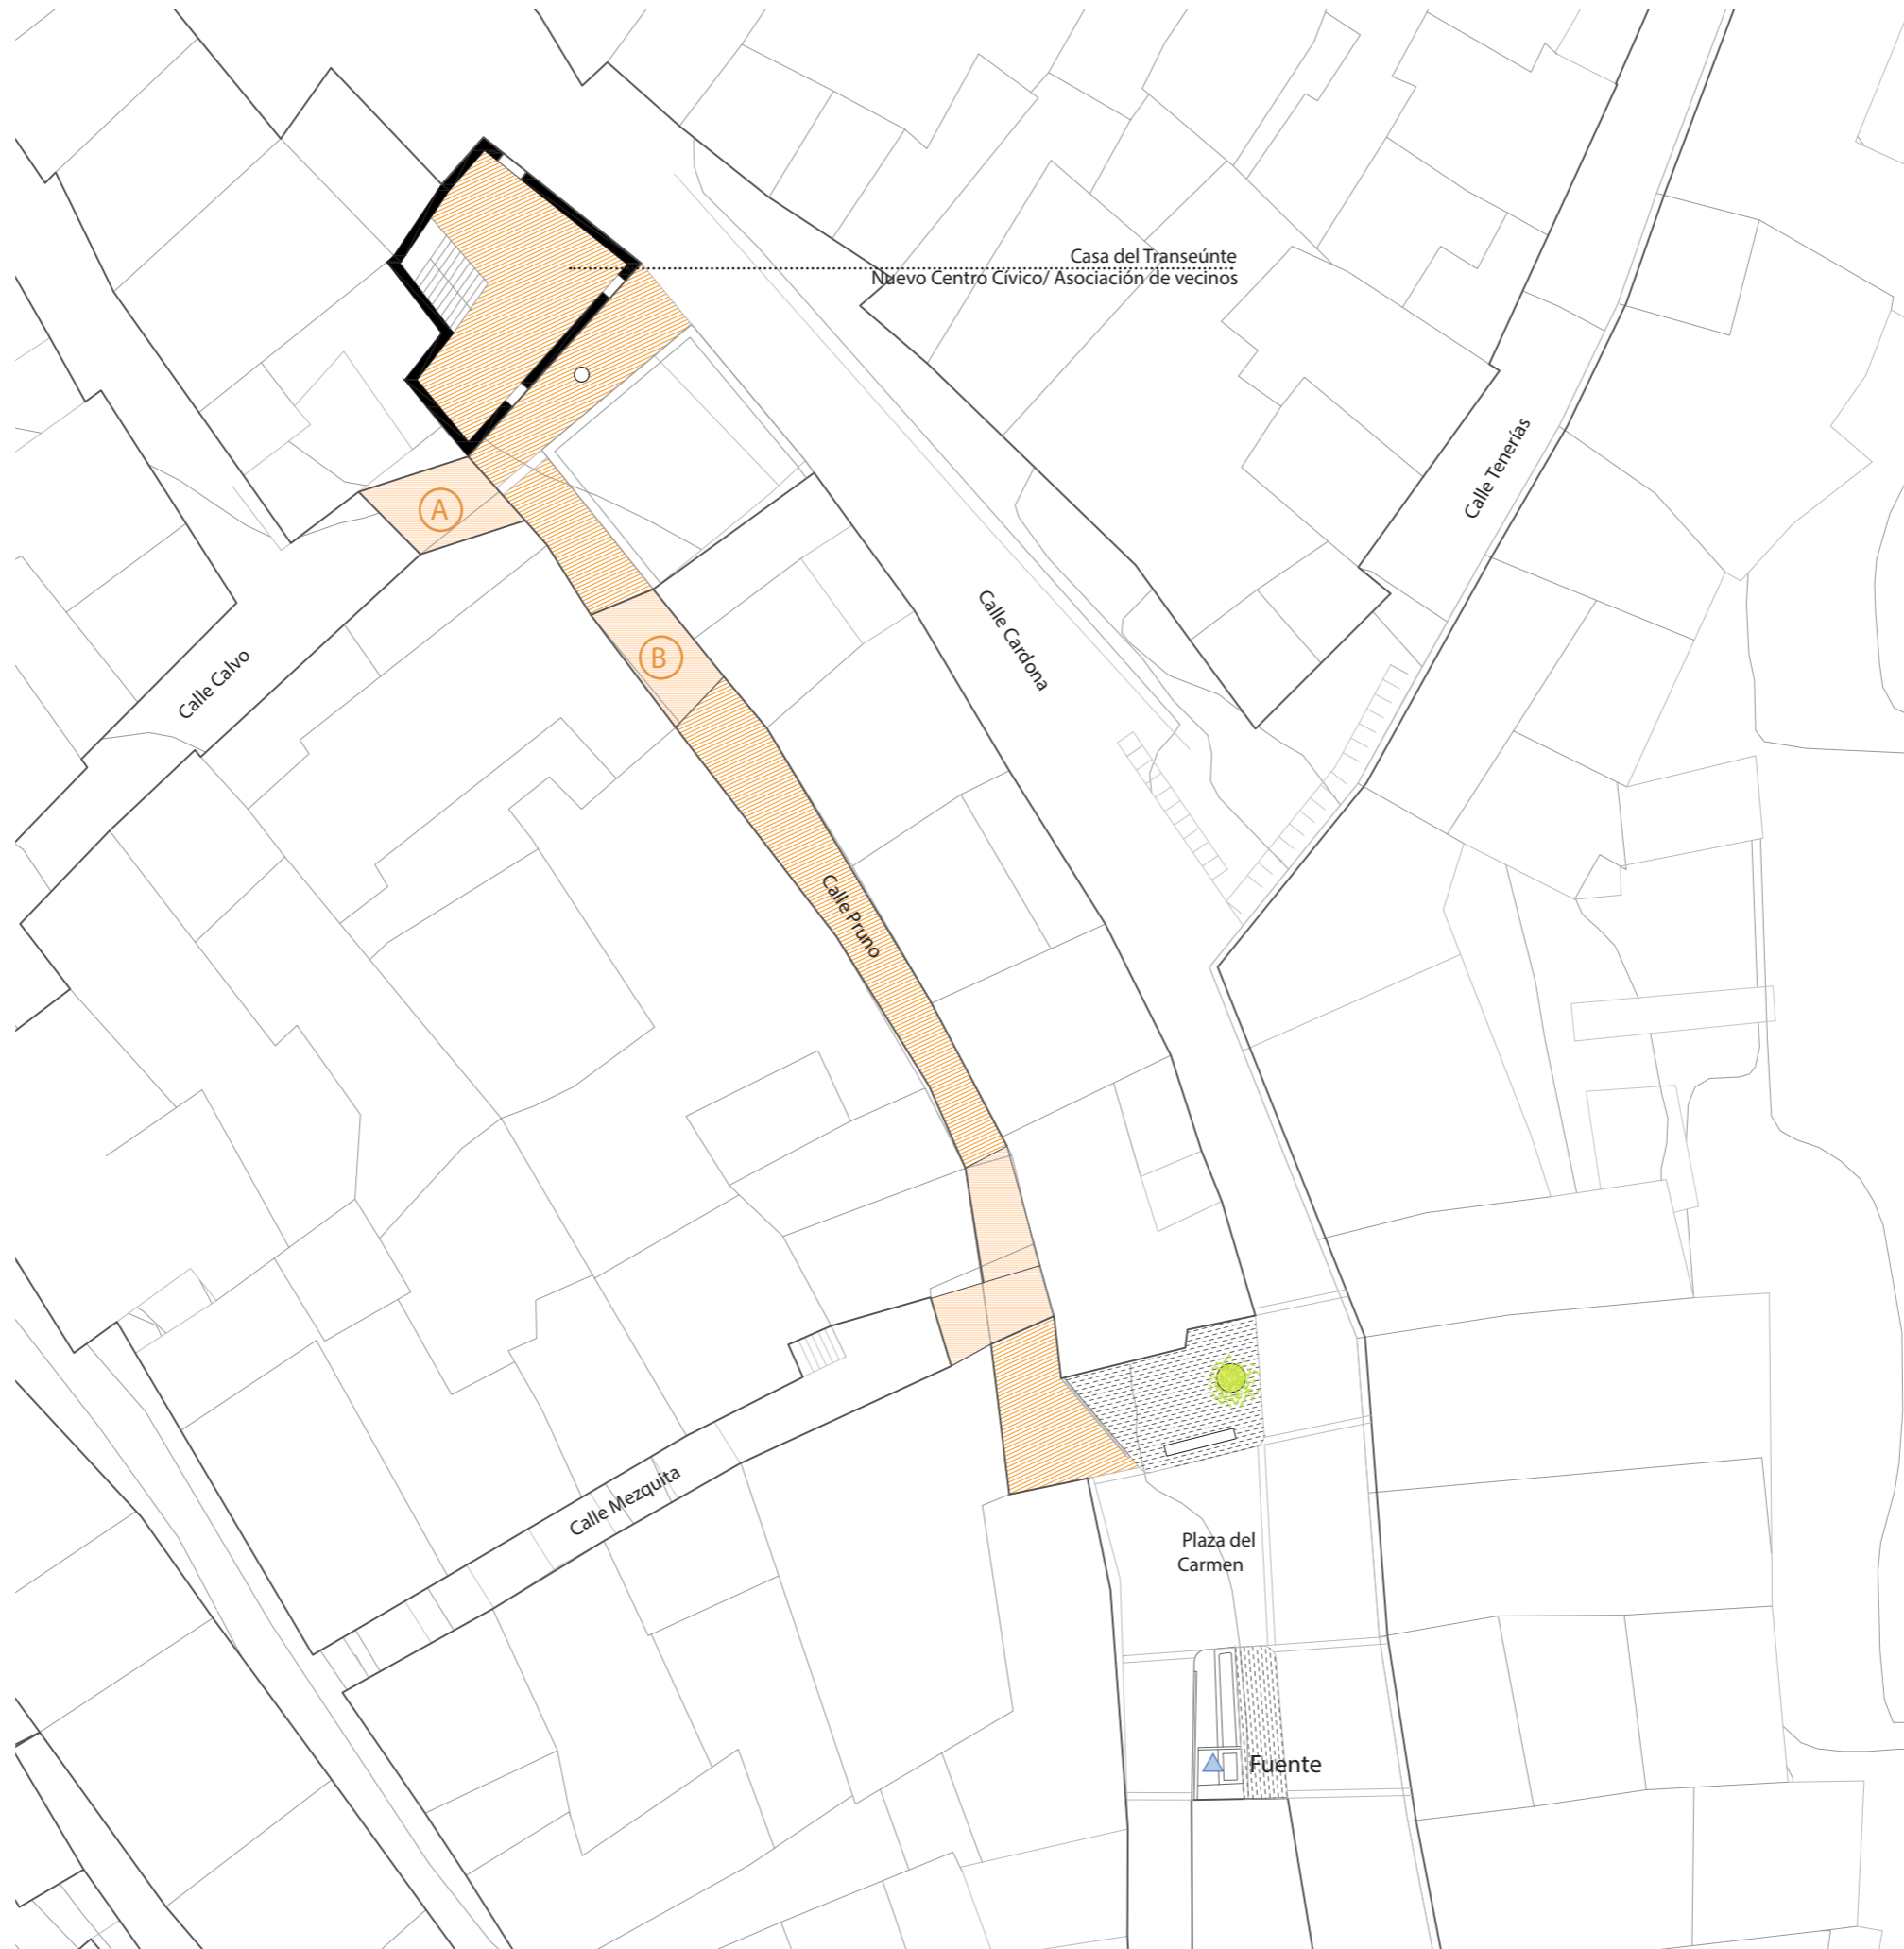 Casa del Transeúnte
Nuevo Centro Cívico/ Asociación de vecinos
Calle Tenerías
A
Calle Cardona
B
Calle Calvo
Calle Pruno
Calle Mezquita
Plaza del
Carmen
Fuente